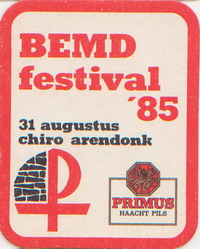 BEMD
festival
'85
31 augustus
chiro arendonk
PRIMUS
HAACHT PILS